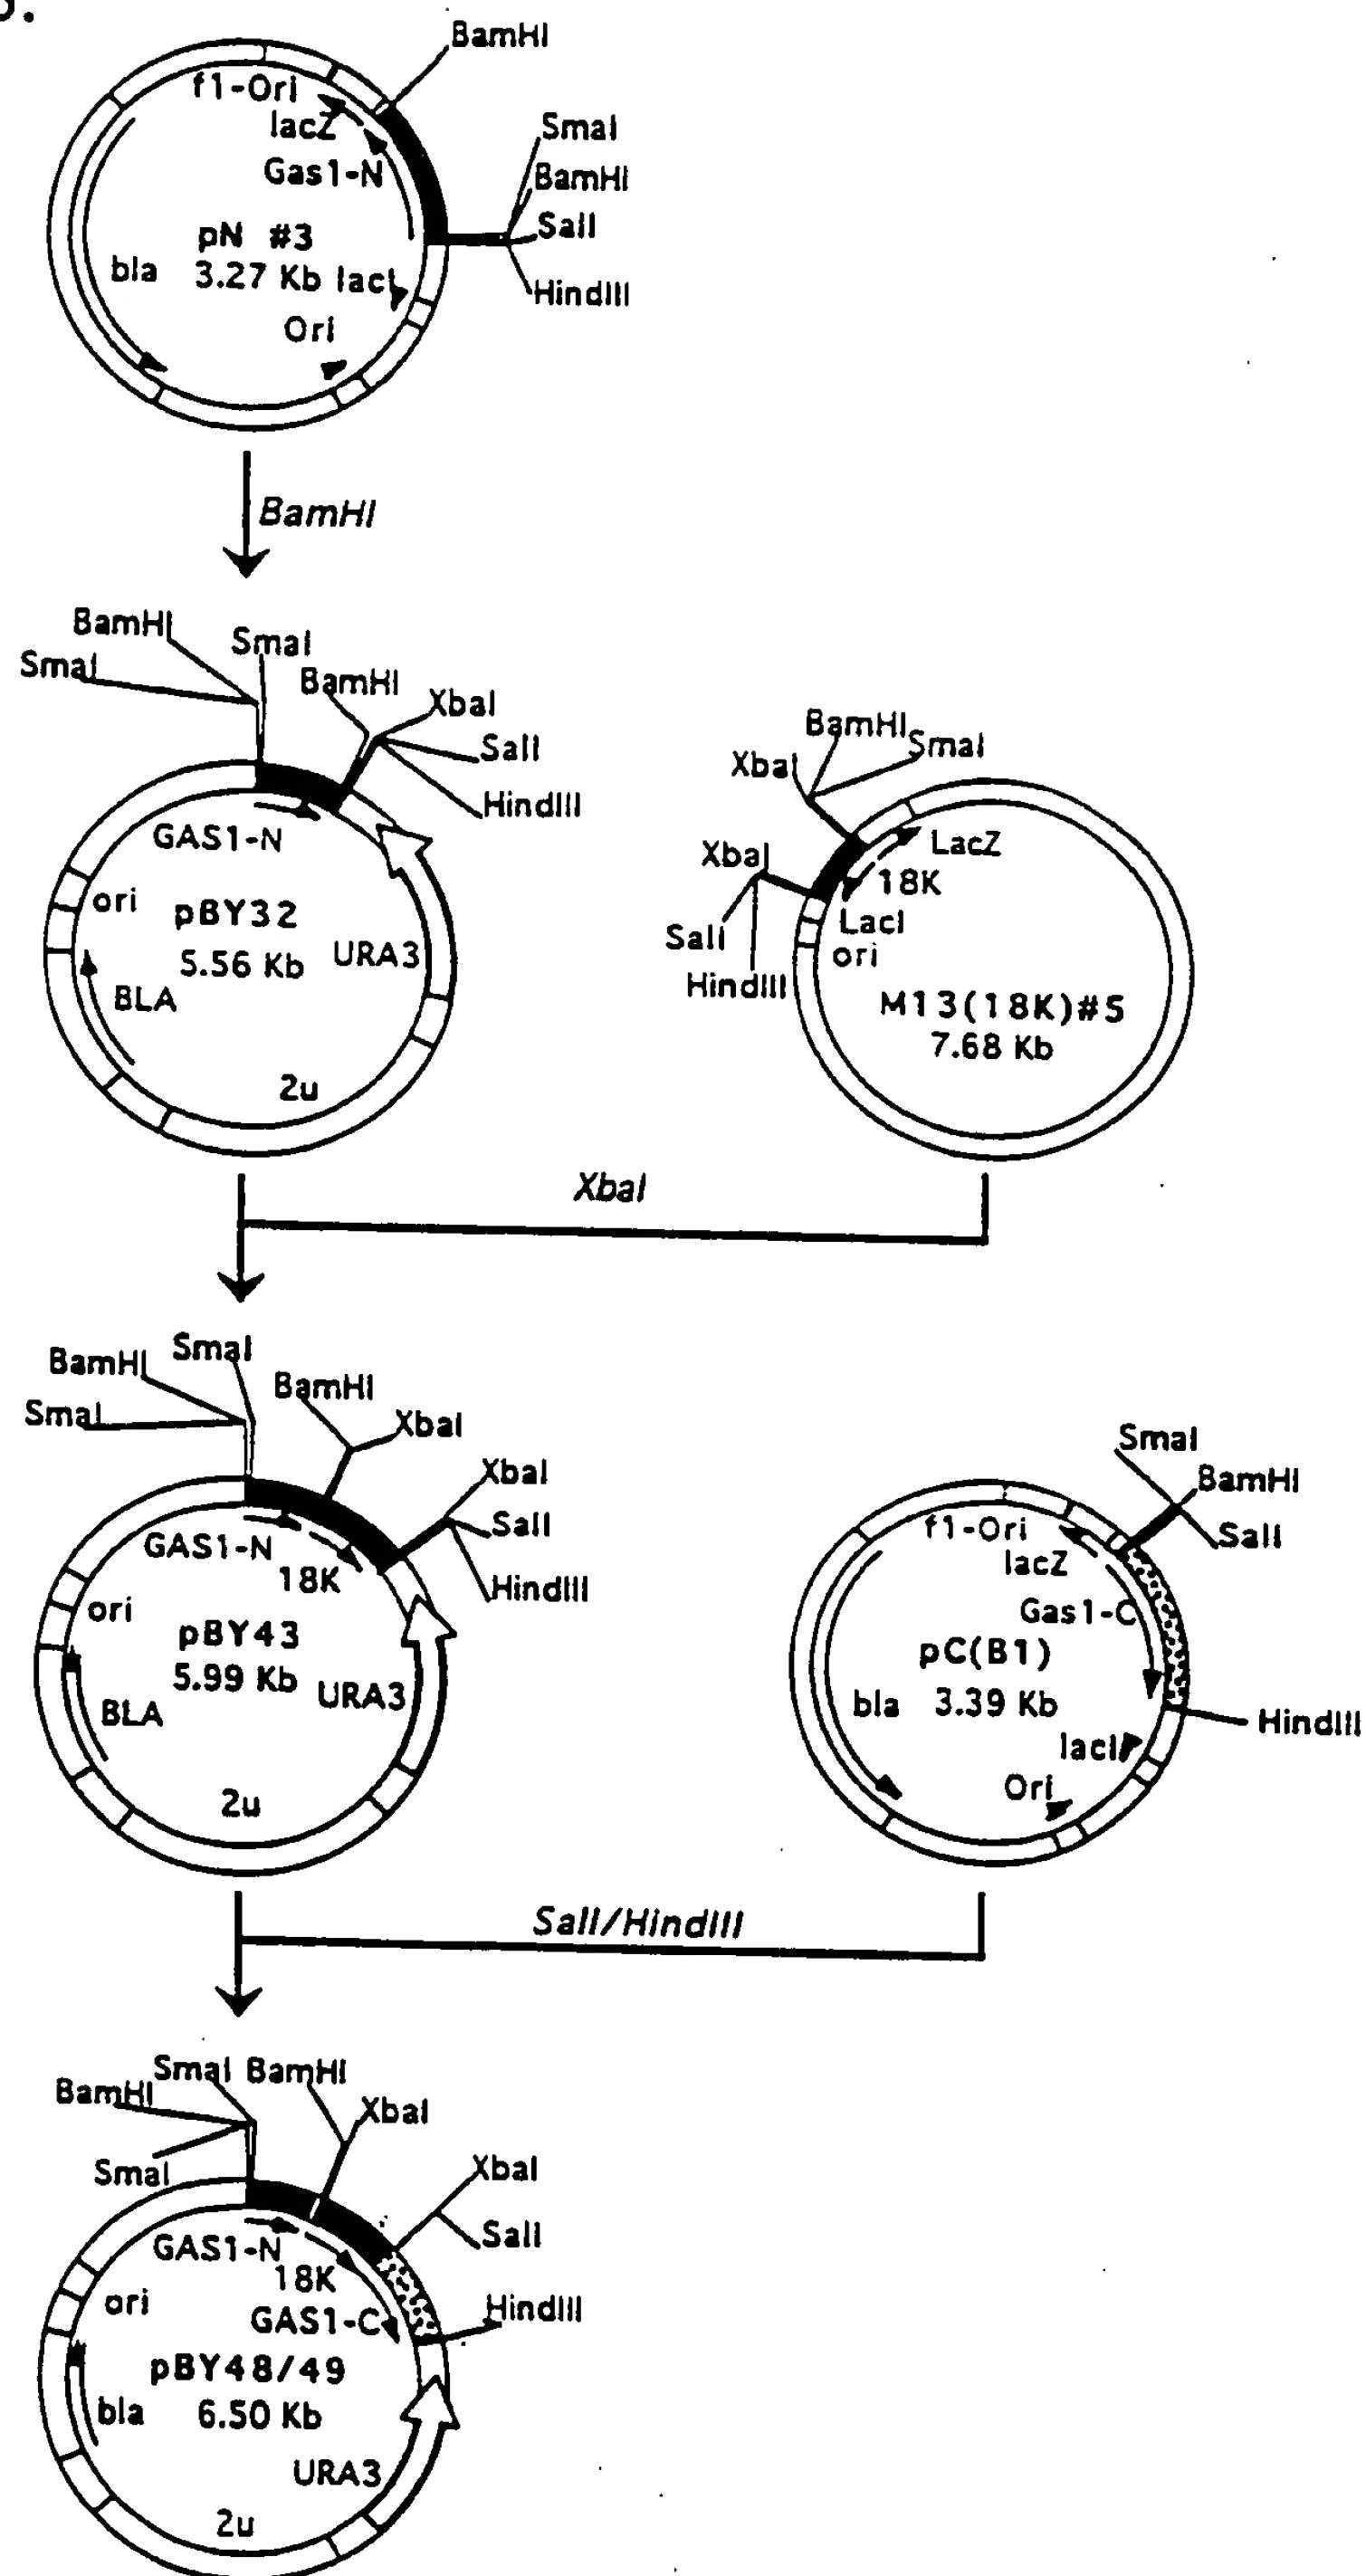 BamHI
f1-Ori
lacZ
SmaI
Gas1-N
BamHI
pN #3
SalI
bla 3.27 Kb lacI
HindIII
Ori
BamHI
BamHI
SmaI
SmaI
BamHI
XbaI
SalI
HindIII
GAS1-N
ori
pBY32
5.56 Kb
URA3
BLA
2u
BamHI
SmaI
XbaI
XbaI
LacZ
18K
LacI
SalI
ori
HindIII
M13(18K)#5
7.68 Kb
XbaI
SmaI
BamHI
BamHI
SmaI
XbaI
XbaI
SalI
HindIII
GAS1-N
18K
ori
pBY43
5.99 Kb
URA3
BLA
2u
SmaI
BamHI
SalI
f1-Ori
lacZ
Gas1-C
pC(B1)
bla 3.39 Kb
HindIII
lacI
Ori
SalI/HindIII
SmaI BamHI
BamHI
XbaI
SmaI
XbaI
SalI
GAS1-N
18K
ori
GAS1-C
HindIII
pBY48/49
bla 6.50 Kb
URA3
2u